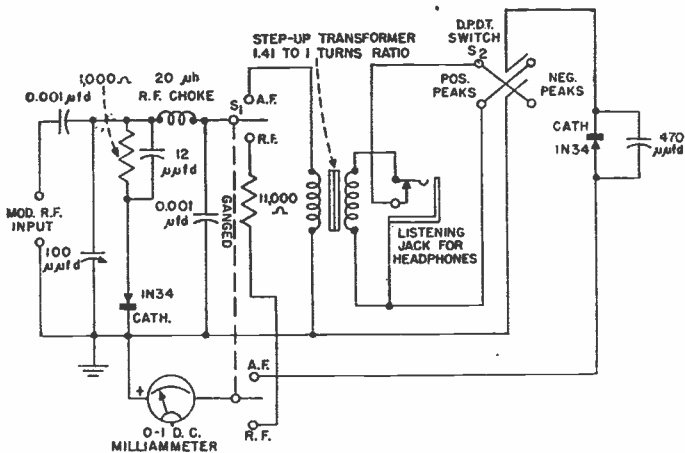 STEP-UP TRANSFORMER
1.41 TO 1 TURNS RATIO
D.P.D.T.
SWITCH
S2
1,000 Ω
20 µh
R.F. CHOKE
0.001 µfd
S1
A.F.
R.F.
POS.
PEAKS
NEG.
PEAKS
CATH
1N34
470
µµfd
12
µµfd
MOD. R.F.
INPUT
0.001
µfd
GANGED
11,000
Ω
LISTENING
JACK FOR
HEADPHONES
100
µµfd
1N34
CATH.
A.F.
+
0-1 D.C.
MILLIAMMETER
R.F.